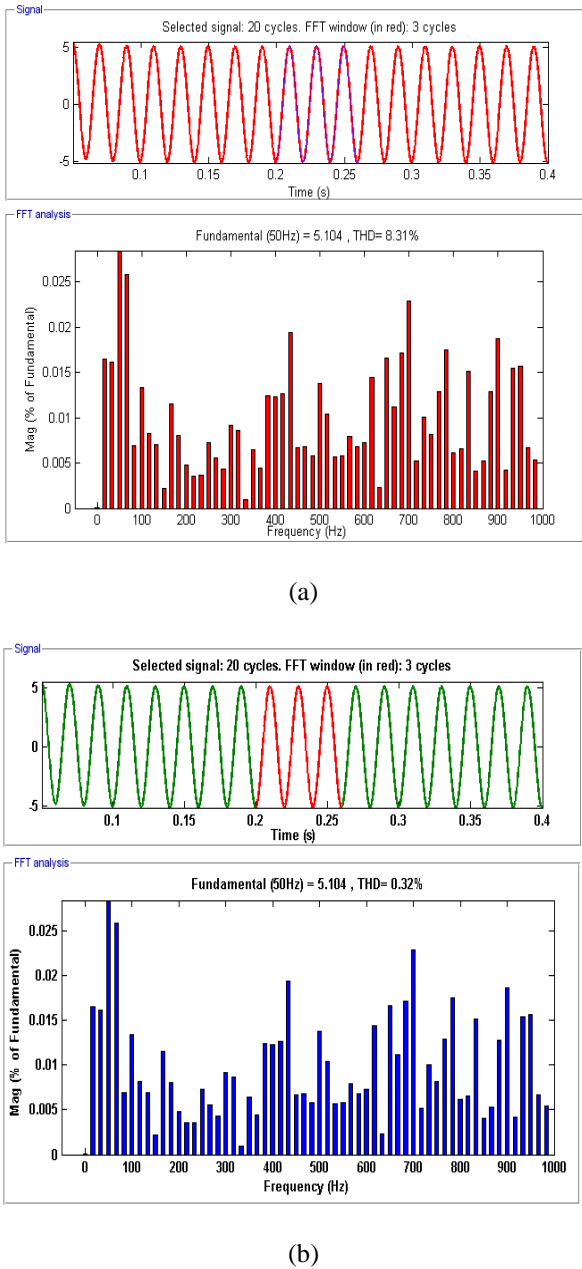 Signal
Selected signal: 20 cycles. FFT window (in red): 3 cycles
5
0
-5
0.1 0.15 0.2 0.25 0.3 0.35 0.4
Time (s)
FFT analysis
Fundamental (50Hz) = 5.104 , THD= 8.31%
Mag (% of Fundamental)
0.025
0.02
0.015
0.01
0.005
0
0 100 200 300 400 500 600 700 800 900 1000
Frequency (Hz)
(a)
Signal
Selected signal: 20 cycles. FFT window (in red): 3 cycles
5
0
-5
0.1 0.15 0.2 0.25 0.3 0.35 0.4
Time (s)
FFT analysis
Fundamental (50Hz) = 5.104 , THD= 0.32%
Mag (% of Fundamental)
0.025
0.02
0.015
0.01
0.005
0
0 100 200 300 400 500 600 700 800 900 1000
Frequency (Hz)
(b)